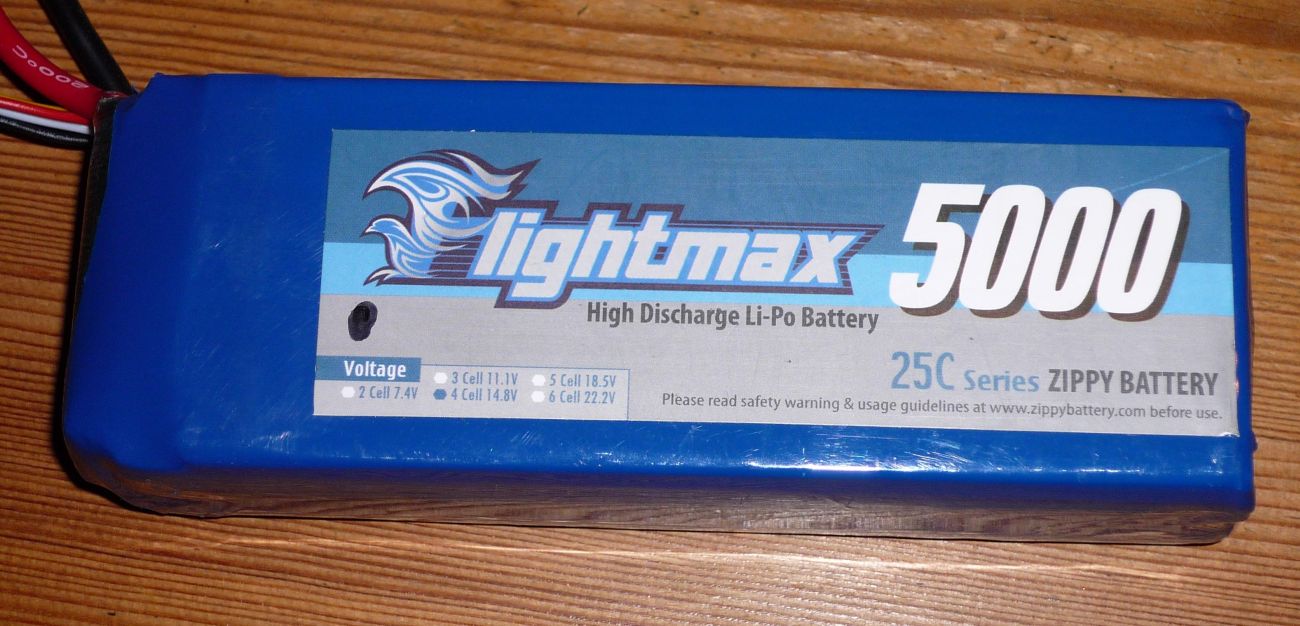 200°C
Flightmax
5000
High Discharge Li-Po Battery
Voltage
2 Cell 7.4V
3 Cell 11.1V
4 Cell 14.8V
5 Cell 18.5V
6 Cell 22.2V
25C Series ZIPPY BATTERY
Please read safety warning & usage guidelines at www.zippybattery.com before use.